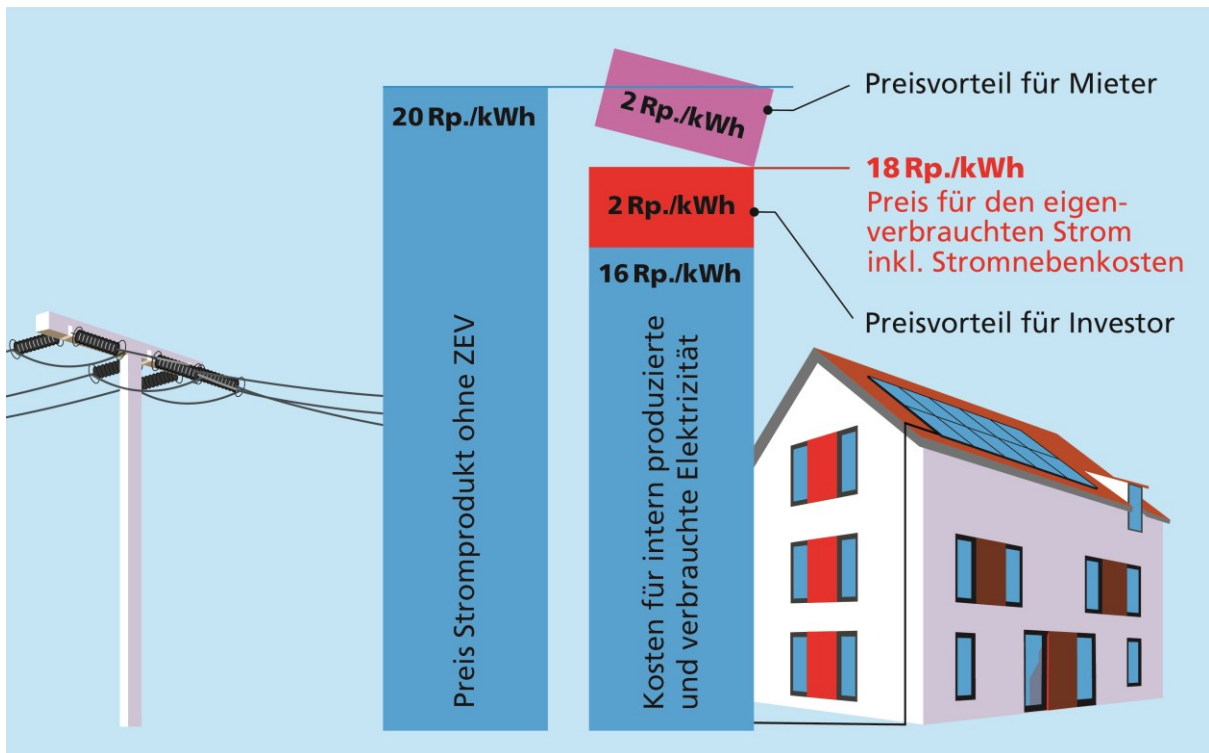 20 Rp./kWh
Preis Stromprodukt ohne ZEV
2 Rp./kWh
2 Rp./kWh
16 Rp./kWh
Kosten für intern produzierte
und verbrauchte Elektrizität
Preisvorteil für Mieter
18 Rp./kWh
Preis für den eigen-
verbrauchten Strom
inkl. Stromnebenkosten
Preisvorteil für Investor